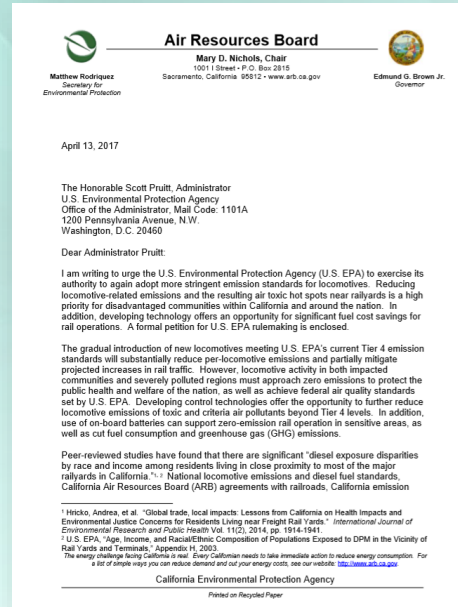 Air Resources Board
Mary D. Nichols, Chair
1001 I Street • P.O. Box 2815
Sacramento, California 95812 • www.arb.ca.gov
Matthew Rodriquez
Secretary for
Environmental Protection
Edmund G. Brown Jr.
Governor
April 13, 2017
The Honorable Scott Pruitt, Administrator
U.S. Environmental Protection Agency
Office of the Administrator, Mail Code: 1101A
1200 Pennsylvania Avenue, N.W.
Washington, D.C. 20460
Dear Administrator Pruitt:
I am writing to urge the U.S. Environmental Protection Agency (U.S. EPA) to exercise its
authority to again adopt more stringent emission standards for locomotives. Reducing
locomotive-related emissions and the resulting air toxic hot spots near railyards is a high
priority for disadvantaged communities within California and around the nation. In
addition, developing technology offers an opportunity for significant fuel cost savings for
rail operations. A formal petition for U.S. EPA rulemaking is enclosed.
The gradual introduction of new locomotives meeting U.S. EPA's current Tier 4 emission
standards will substantially reduce per-locomotive emissions and partially mitigate
projected increases in rail traffic. However, locomotive activity in both impacted
communities and severely polluted regions must approach zero emissions to protect the
public health and welfare of the nation, as well as achieve federal air quality standards
set by U.S. EPA. Developing control technologies offer the opportunity to further reduce
locomotive emissions of toxic and criteria air pollutants beyond Tier 4 levels. In addition,
use of on-board batteries can support zero-emission rail operation in sensitive areas, as
well as cut fuel consumption and greenhouse gas (GHG) emissions.
Peer-reviewed studies have found that there are significant "diesel exposure disparities
by race and income among residents living in close proximity to most of the major
railyards in California."1, 2 National locomotive emissions and diesel fuel standards,
California Air Resources Board (ARB) agreements with railroads, California emission
1 Hricko, Andrea, et al. "Global trade, local impacts: Lessons from California on Health Impacts and
Environmental Justice Concerns for Residents Living near Freight Rail Yards." International Journal of
Environmental Research and Public Health Vol. 11(2), 2014, pp. 1914-1941.
2 U.S. EPA, "Age, Income, and Racial/Ethnic Composition of Populations Exposed to DPM in the Vicinity of
Rail Yards and Terminals," Appendix H, 2003.
The energy challenge facing California is real. Every Californian needs to take immediate action to reduce energy consumption. For
a list of simple ways you can reduce demand and cut your energy costs, see our website: http://www.arb.ca.gov.
California Environmental Protection Agency
Printed on Recycled Paper